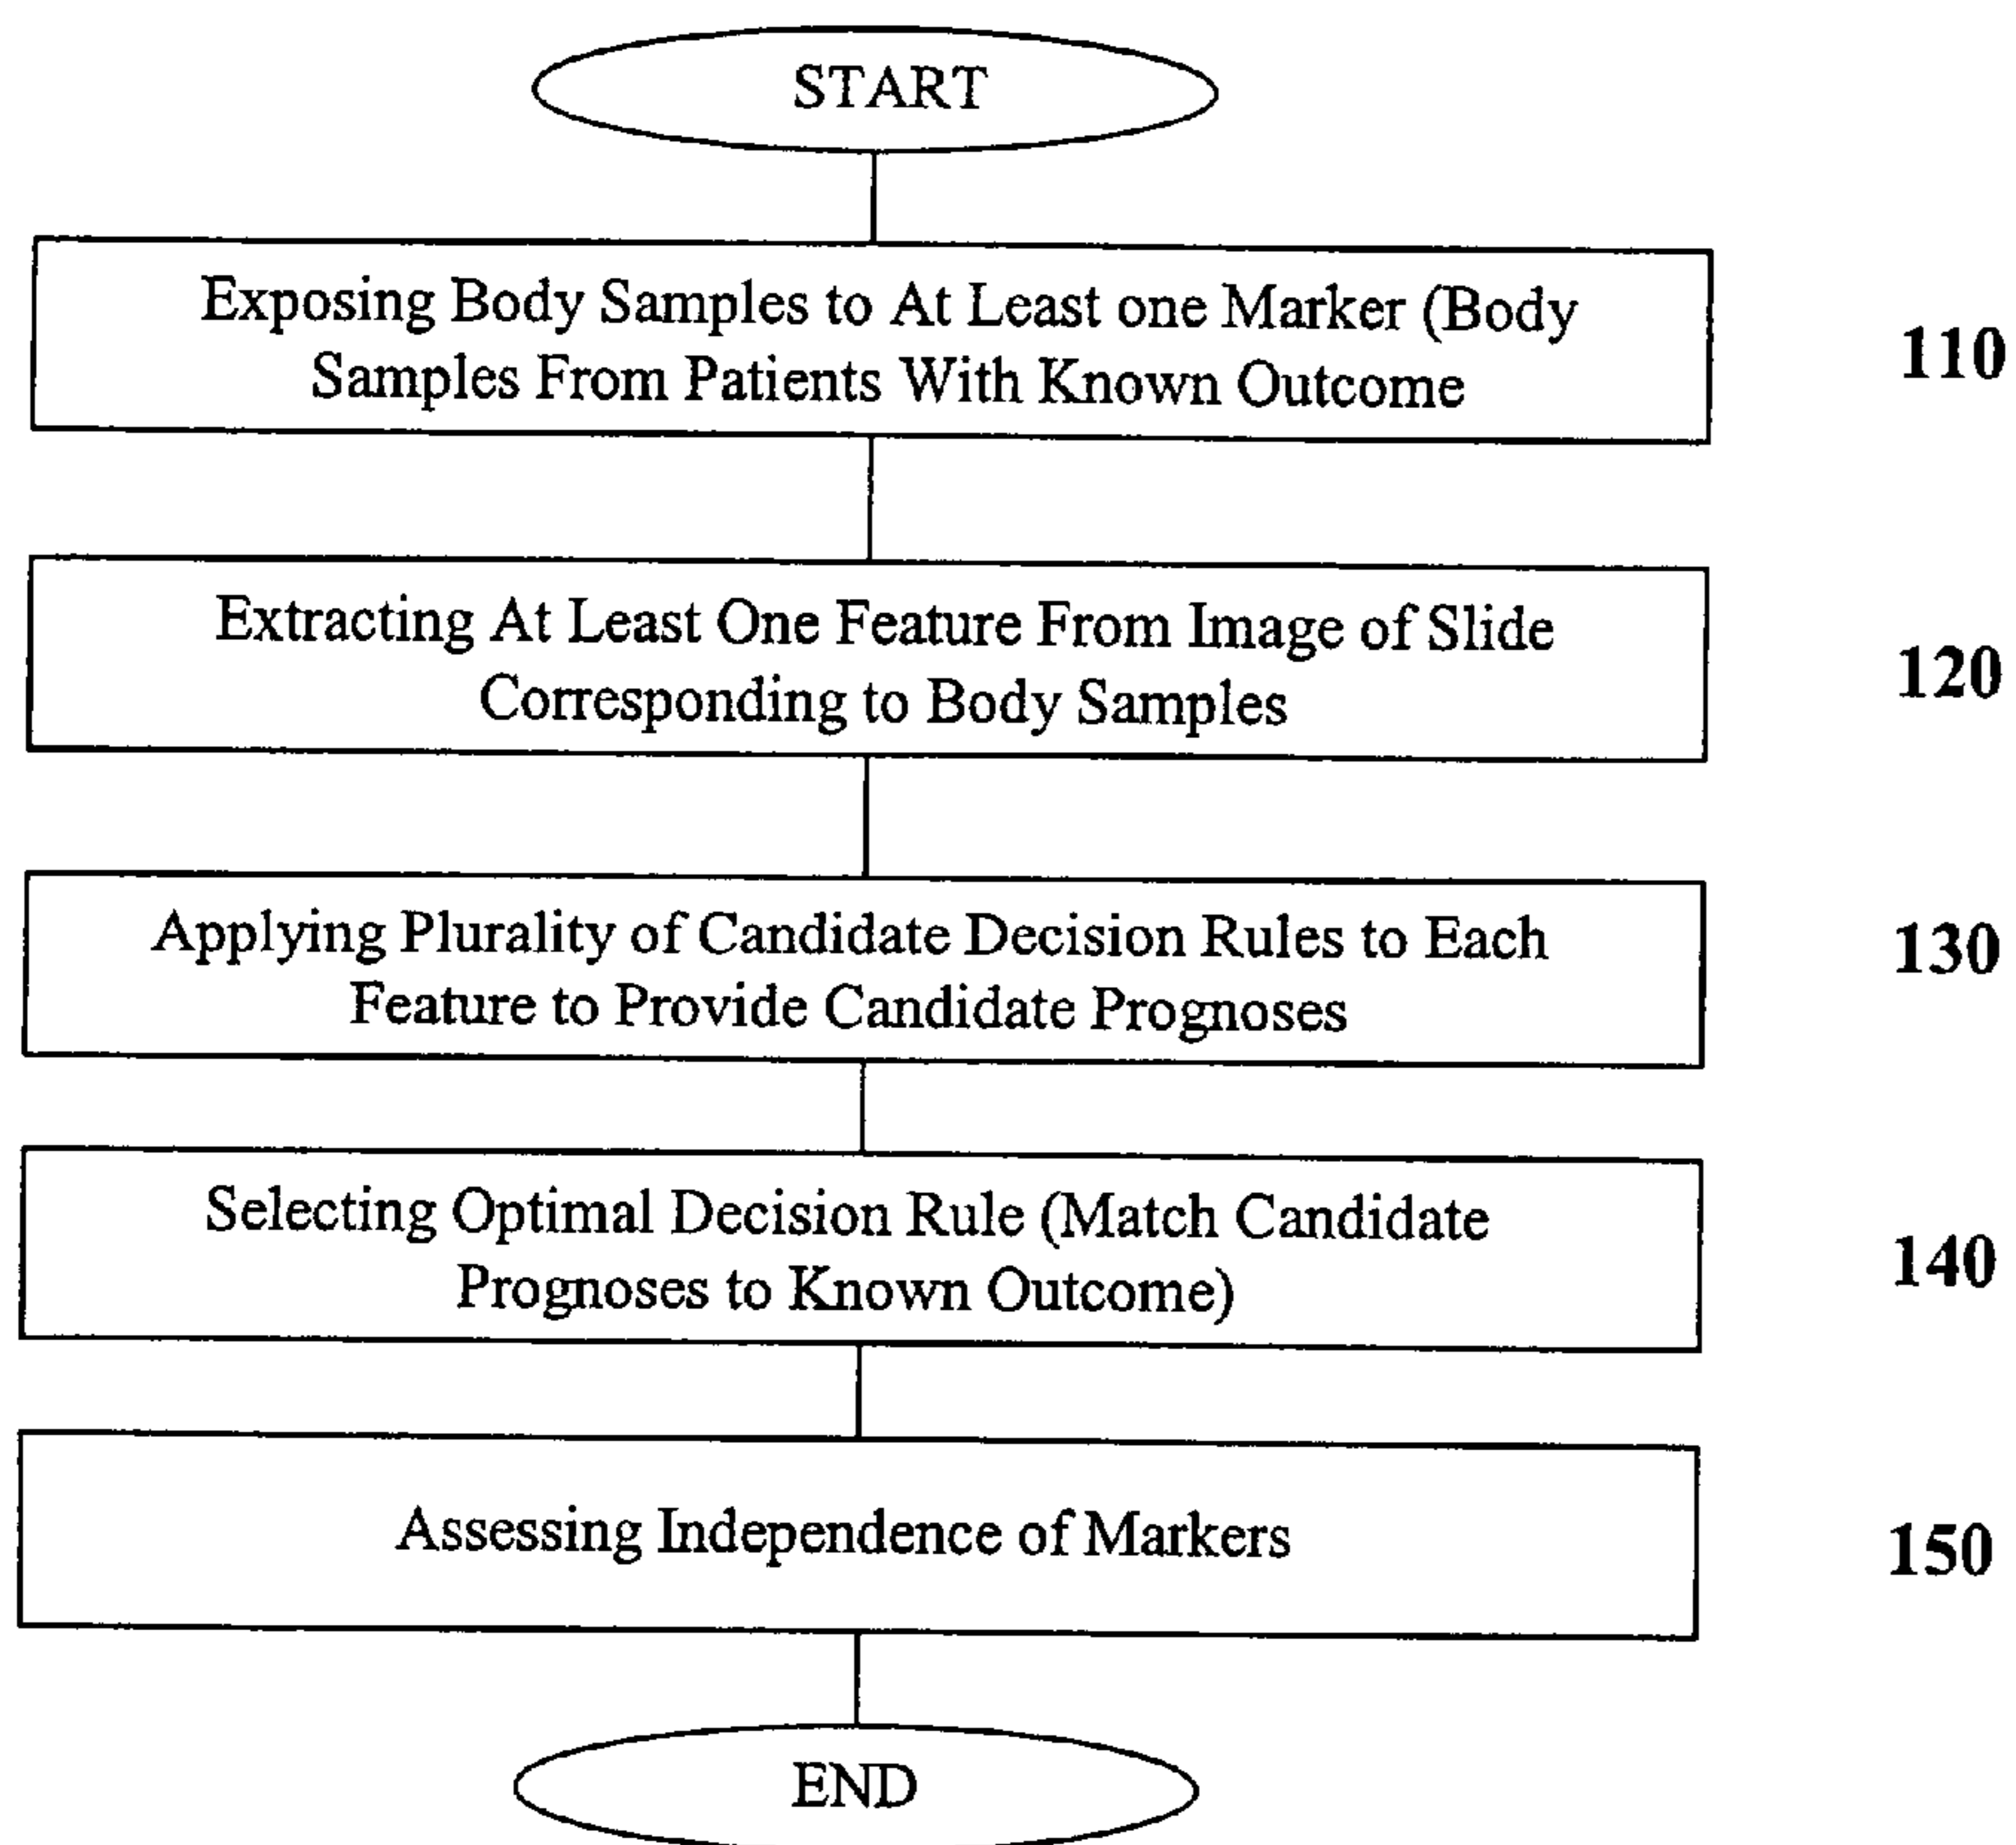 START
Exposing Body Samples to At Least one Marker (Body
Samples From Patients With Known Outcome
110
Extracting At Least One Feature From Image of Slide
Corresponding to Body Samples
120
Applying Plurality of Candidate Decision Rules to Each
Feature to Provide Candidate Prognoses
130
Selecting Optimal Decision Rule (Match Candidate
Prognoses to Known Outcome)
140
Assessing Independence of Markers
150
END